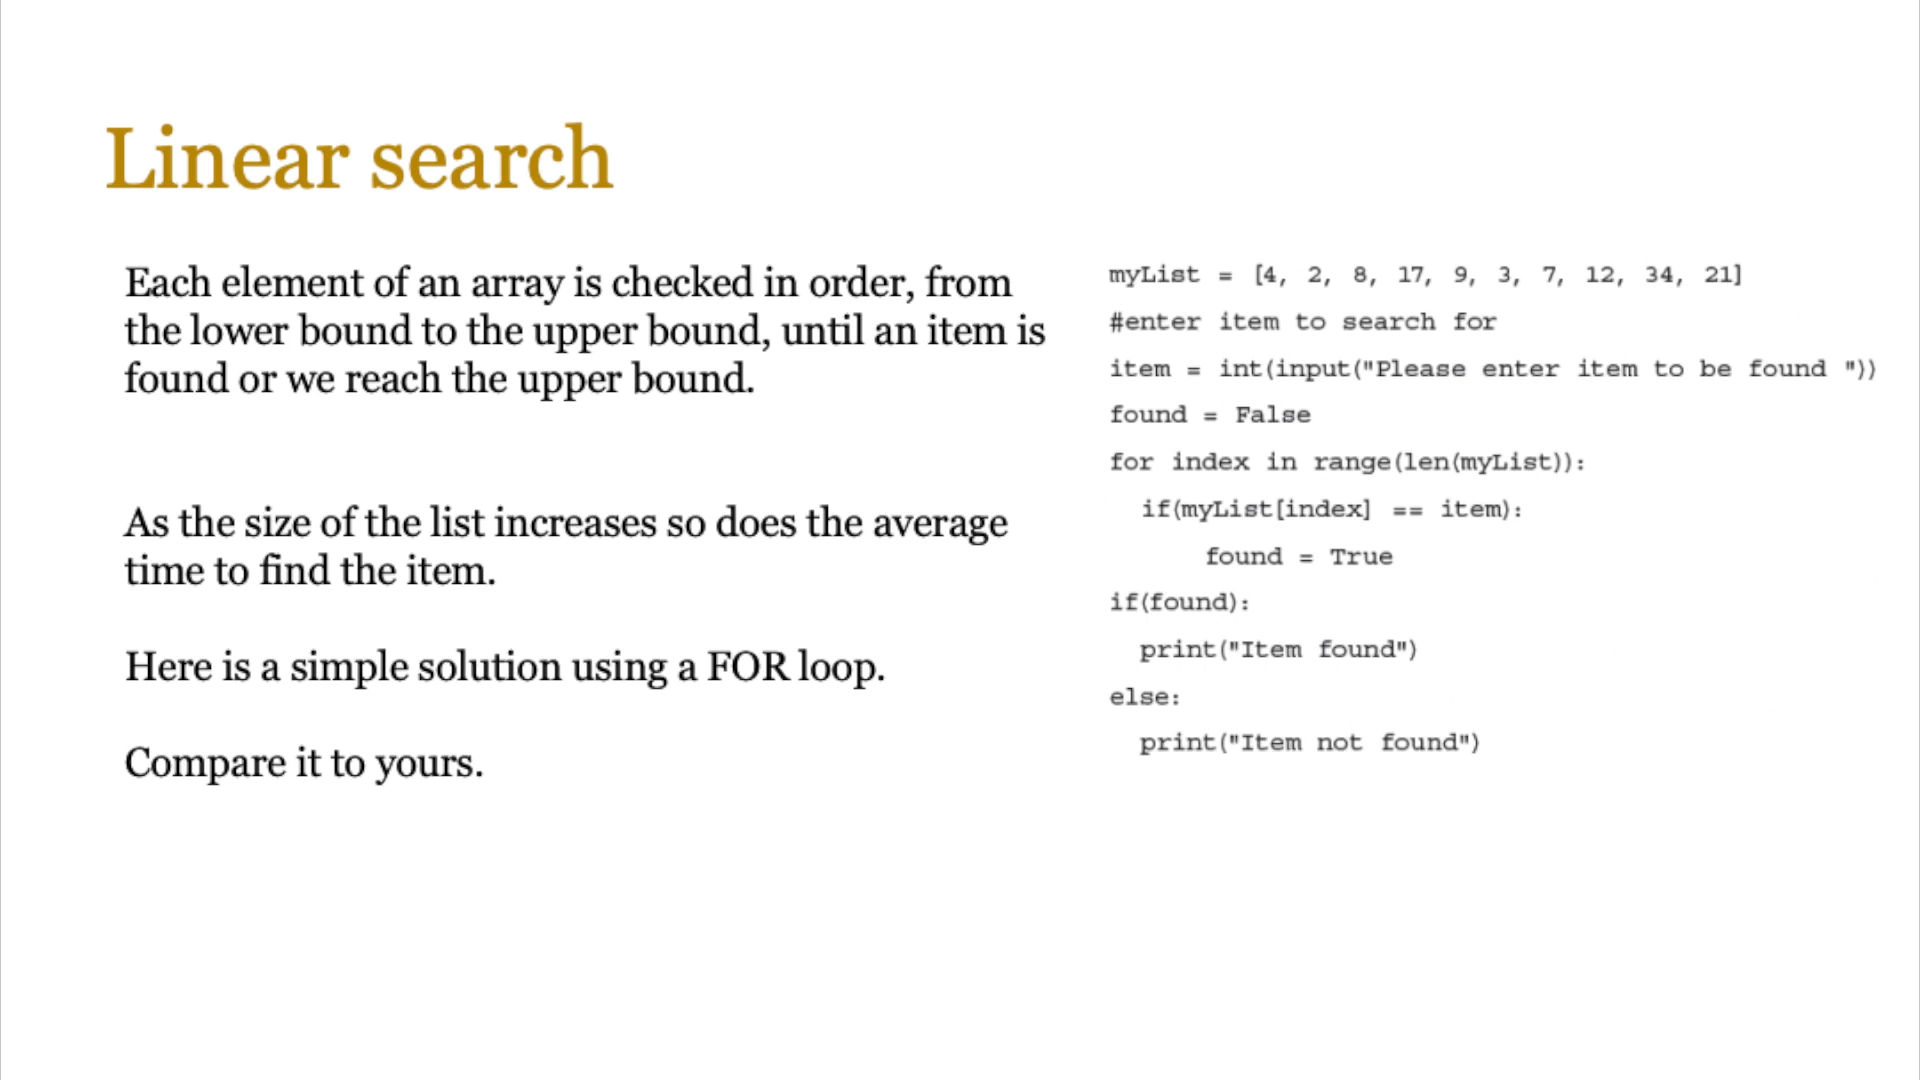 Linear search
Each element of an array is checked in order, from
the lower bound to the upper bound, until an item is
found or we reach the upper bound.
As the size of the list increases so does the average
time to find the item.
Here is a simple solution using a FOR loop.
Compare it to yours.
myList = [4, 2, 8, 17, 9, 3, 7, 12, 34, 21]
#enter item to search for
item = int(input("Please enter item to be found "))
found = False
for index in range(len(myList)):
  if(myList[index] == item):
      found = True
if(found):
  print("Item found")
else:
  print("Item not found")